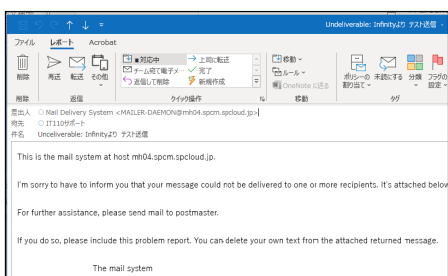 Undeliverable: Infinityより テスト送信 -
ファイル レポート Acrobat
対応中 → 上司に転送
チーム宛て電子メ… ✓ 完了
返信して削除 新規作成
移動
ルール
OneNote に送る
削除 再送 転送 その他
ポリシーの割り当て 未読にする 分類 フラグの設定
削除 返信 クイック操作 移動 タグ
差出人 Mail Delivery System <MAILER-DAEMON@mh04.spcm.spcloud.jp>
宛先 IT110サポート
件名 Undeliverable: Infinityより テスト送信
This is the mail system at host mh04.spcm.spcloud.jp.
I'm sorry to have to inform you that your message could not be delivered to one or more recipients. It's attached below
For further assistance, please send mail to postmaster.
If you do so, please include this problem report. You can delete your own text from the attached returned message.
The mail system